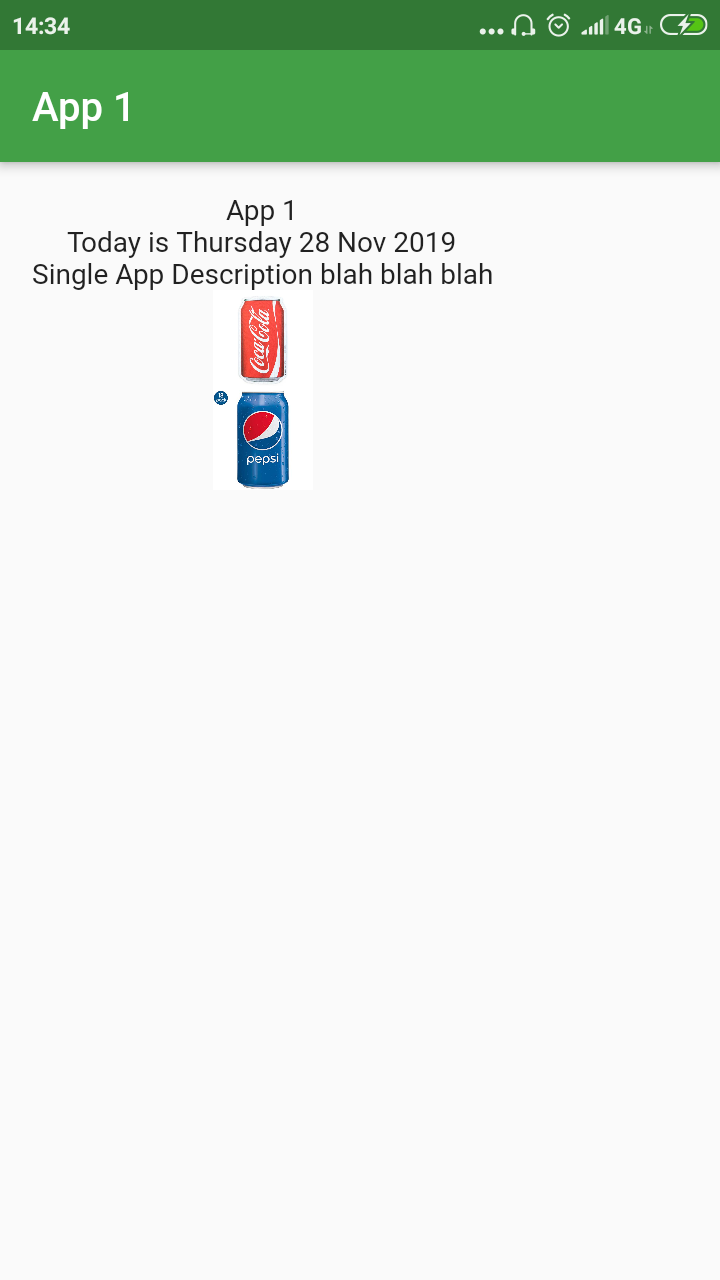 14:34
4G
App 1
App 1
Today is Thursday 28 Nov 2019
Single App Description blah blah blah
Coca-Cola
pepsi